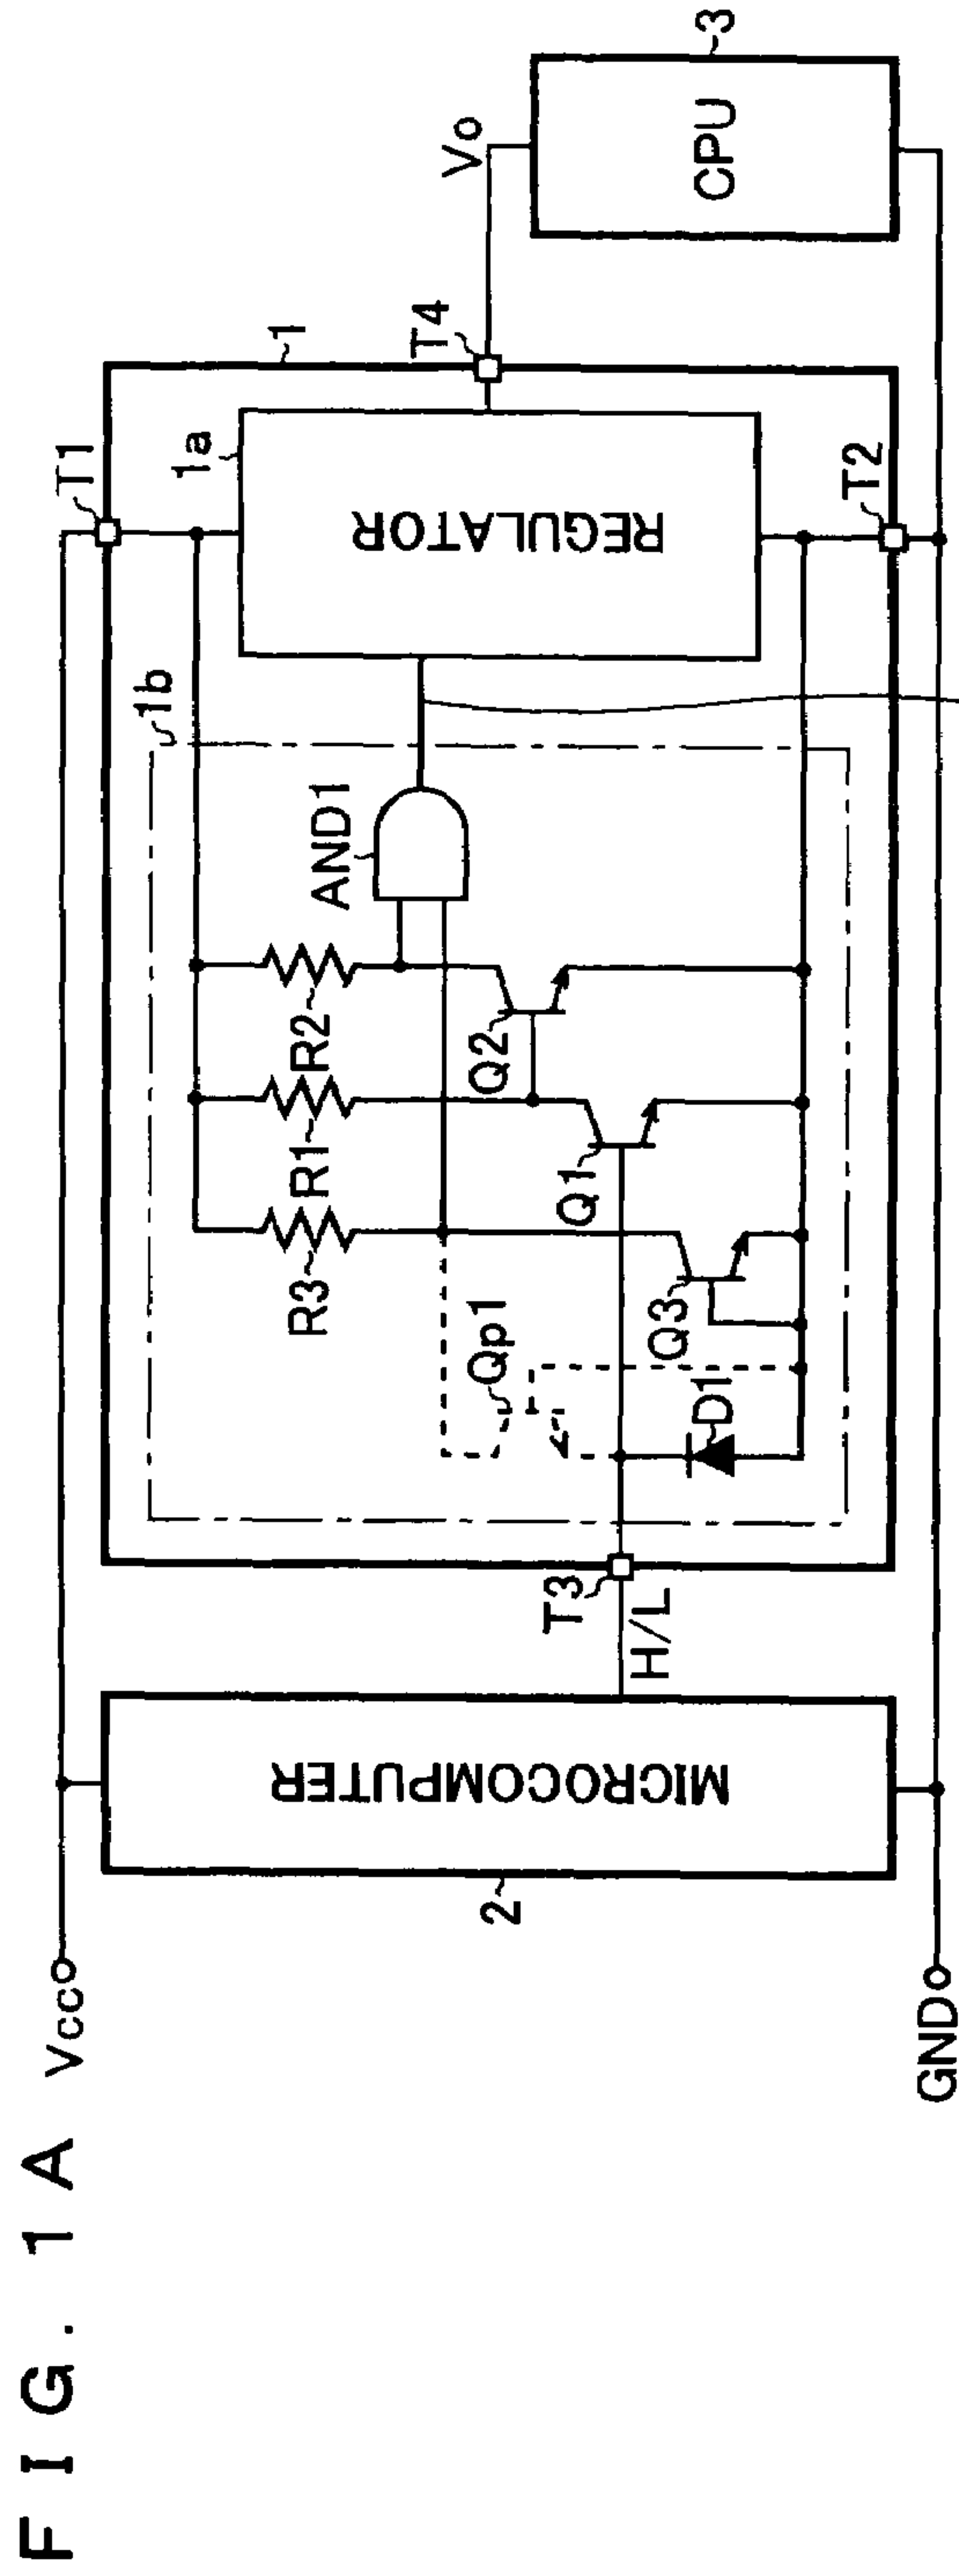 FIG. 1A
Vcc
GND
2
MICROCOMPUTER
H/L
T3
1b
R3
R1
R2
Qp1
D1
Q3
Q1
Q2
AND1
1
1a
REGULATOR
T1
T2
T4
Vo
3
CPU